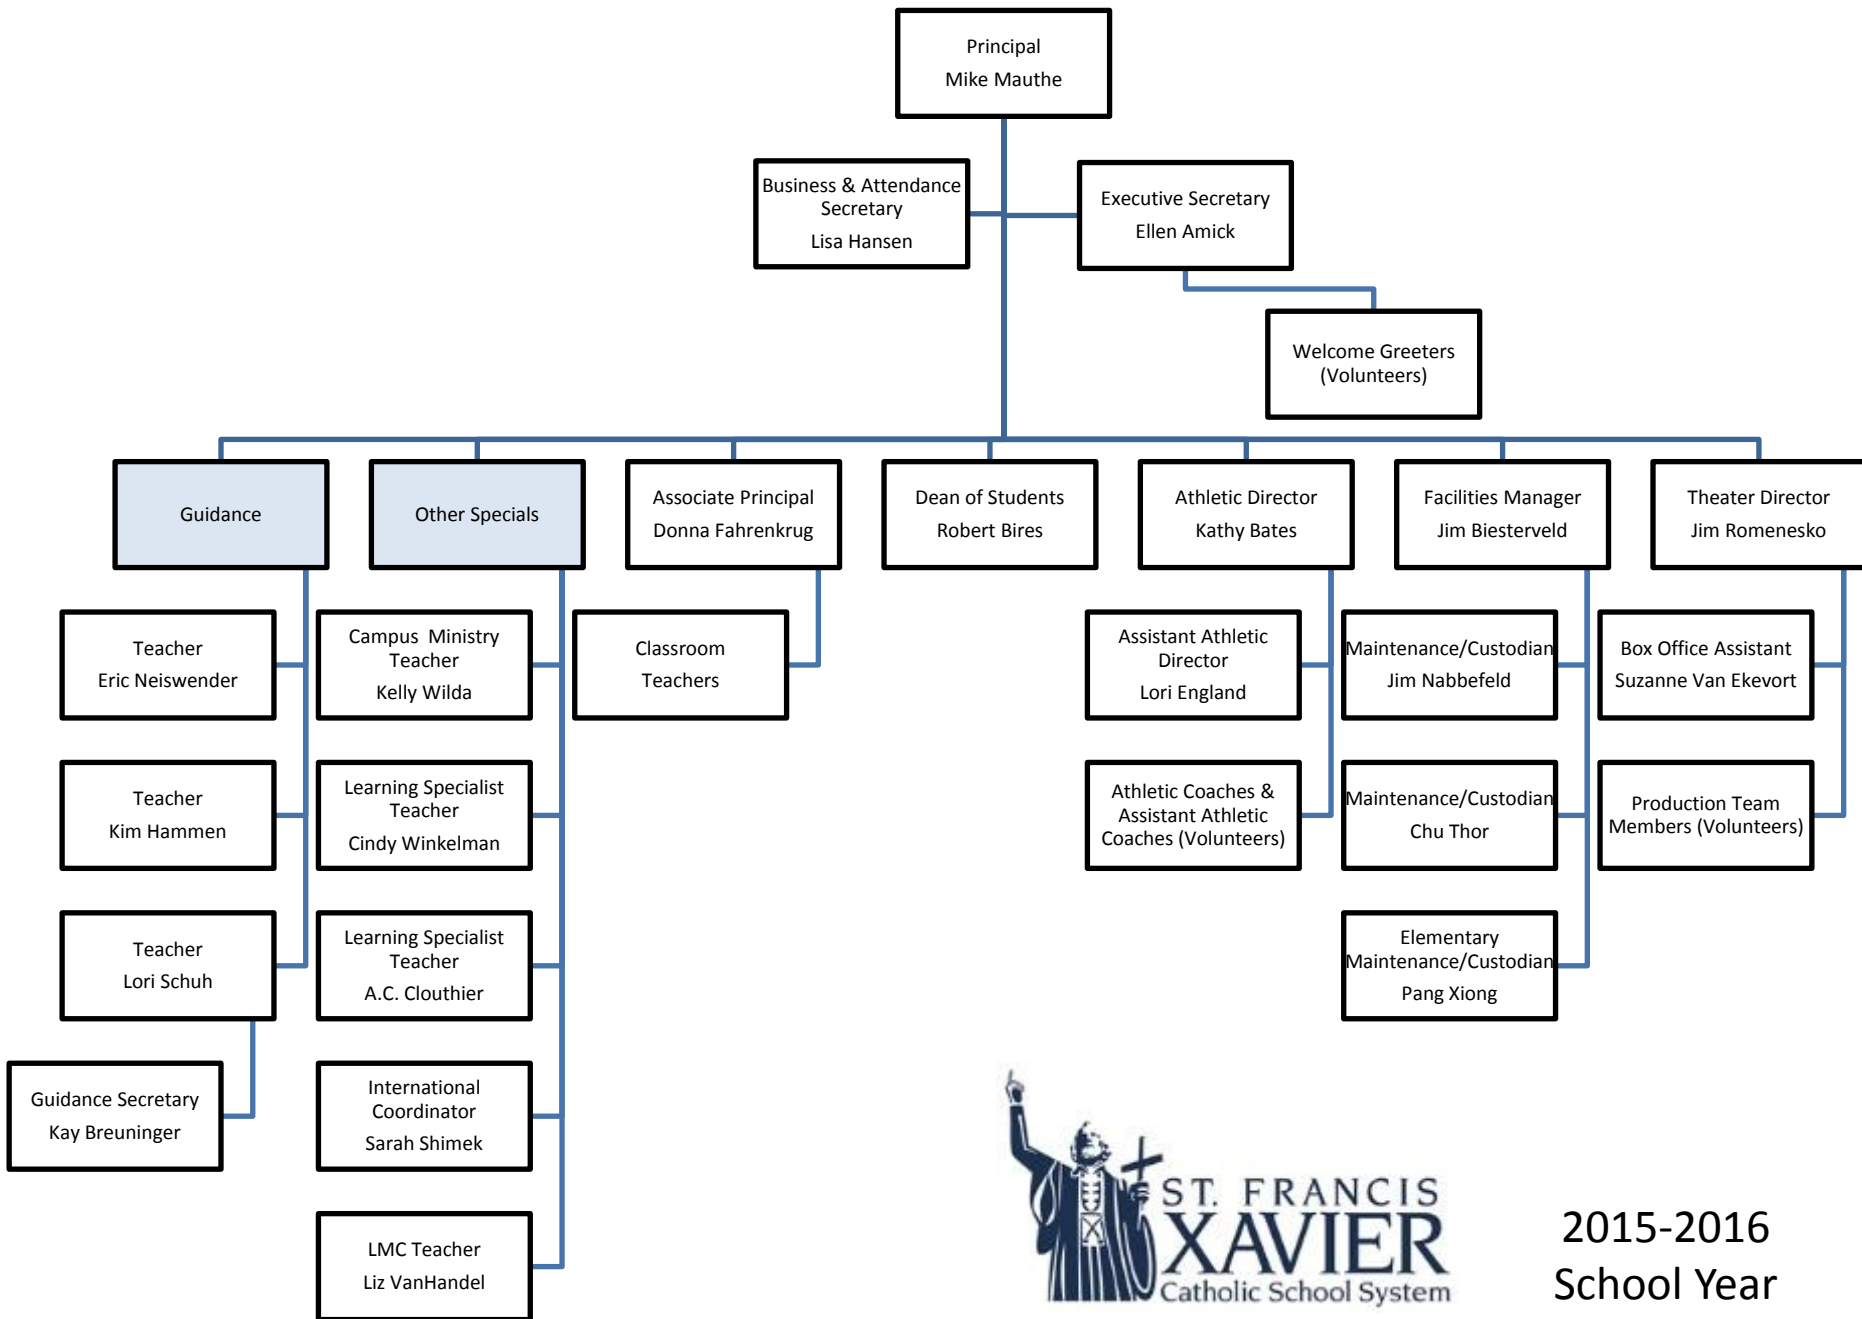 Principal
Mike Mauthe
Business & Attendance
Secretary
Lisa Hansen
Executive Secretary
Ellen Amick
Welcome Greeters
(Volunteers)
Guidance
Other Specials
Associate Principal
Donna Fahrenkrug
Dean of Students
Robert Bires
Athletic Director
Kathy Bates
Facilities Manager
Jim Biesterveld
Theater Director
Jim Romenesko
Teacher
Eric Neiswender
Campus Ministry
Teacher
Kelly Wilda
Classroom
Teachers
Assistant Athletic
Director
Lori England
Maintenance/Custodian
Jim Nabbefeld
Box Office Assistant
Suzanne Van Ekevort
Teacher
Kim Hammen
Learning Specialist
Teacher
Cindy Winkelman
Athletic Coaches &
Assistant Athletic
Coaches (Volunteers)
Maintenance/Custodian
Chu Thor
Production Team
Members (Volunteers)
Teacher
Lori Schuh
Learning Specialist
Teacher
A.C. Clouthier
Elementary
Maintenance/Custodian
Pang Xiong
Guidance Secretary
Kay Breuninger
International
Coordinator
Sarah Shimek
LMC Teacher
Liz VanHandel
ST. FRANCIS
XAVIER
Catholic School System
2015-2016
School Year